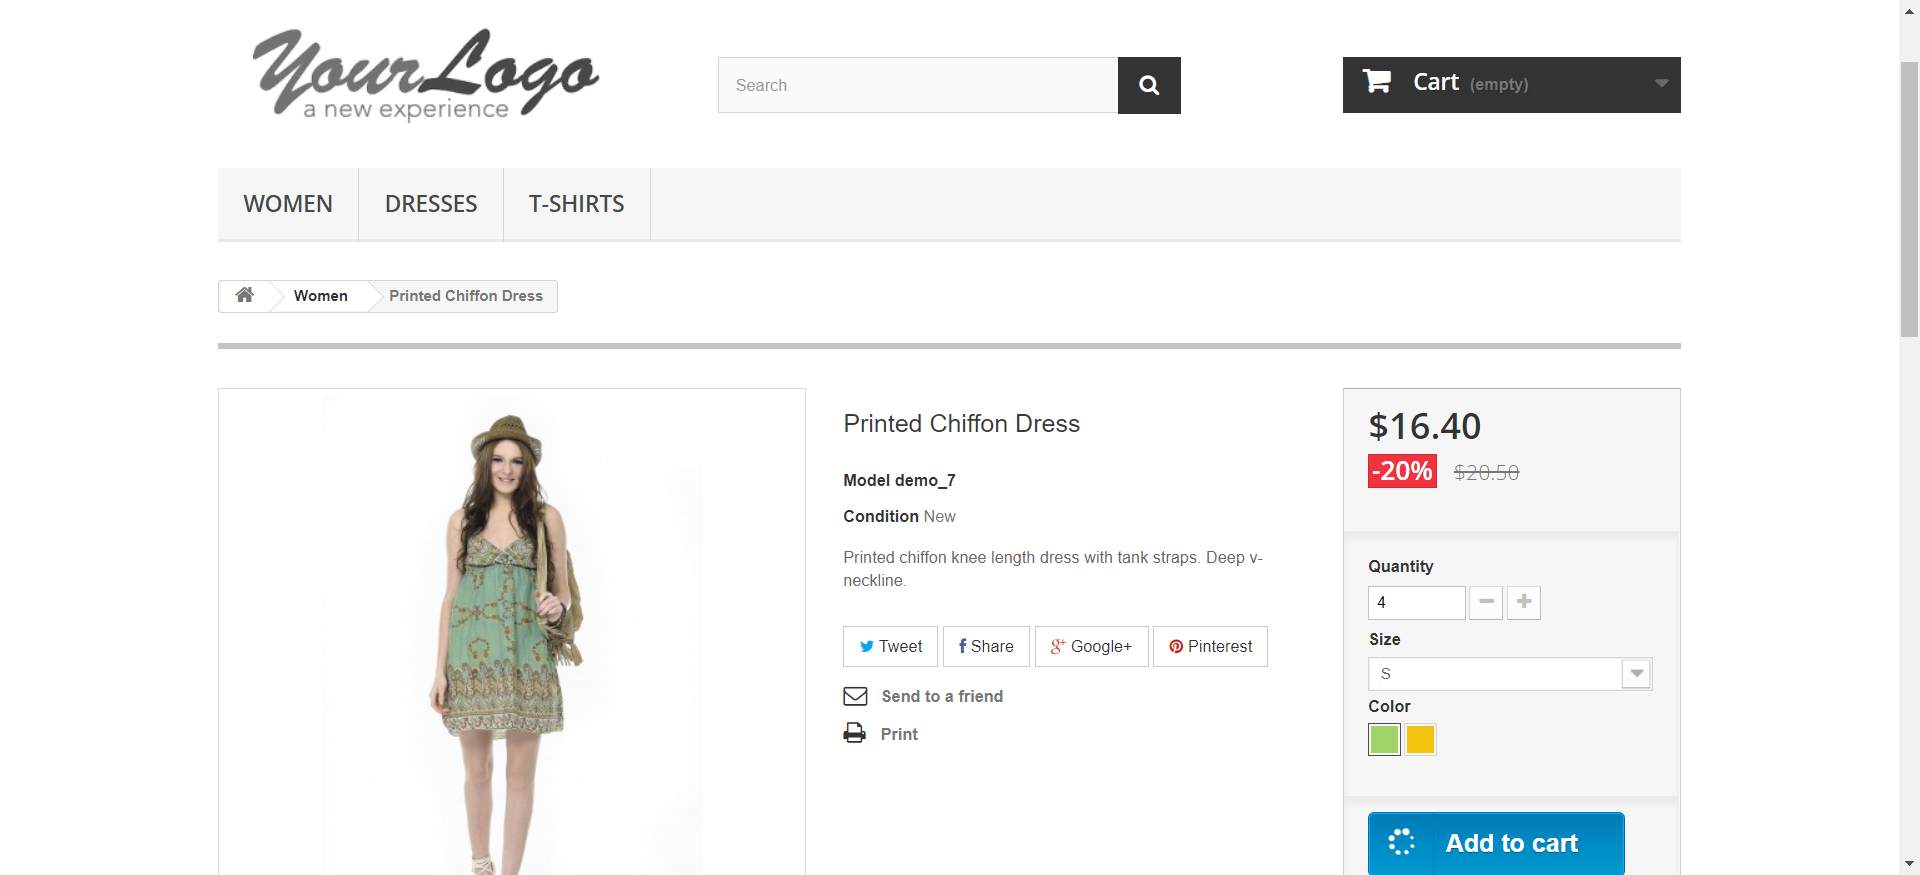 YourLogo
a new experience
Search
Cart (empty)
WOMEN
DRESSES
T-SHIRTS
Women
Printed Chiffon Dress
Printed Chiffon Dress
Model demo_7
Condition New
Printed chiffon knee length dress with tank straps. Deep v-
neckline.
Tweet
Share
Google+
Pinterest
Send to a friend
Print
$16.40
-20% $20.50
Quantity
4
Size
S
Color
Add to cart